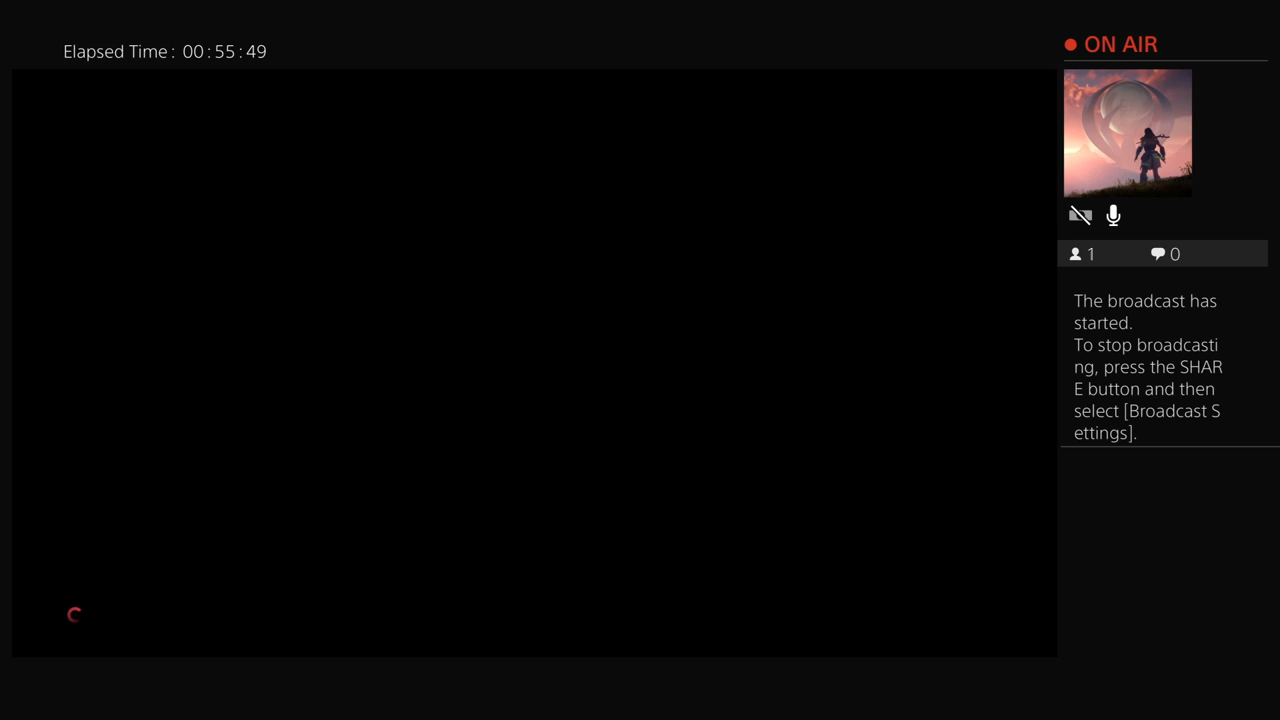 Elapsed Time: 00:55:49
ON AIR
1 0
The broadcast has
started.
To stop broadcasti
ng, press the SHAR
E button and then
select [Broadcast S
ettings].